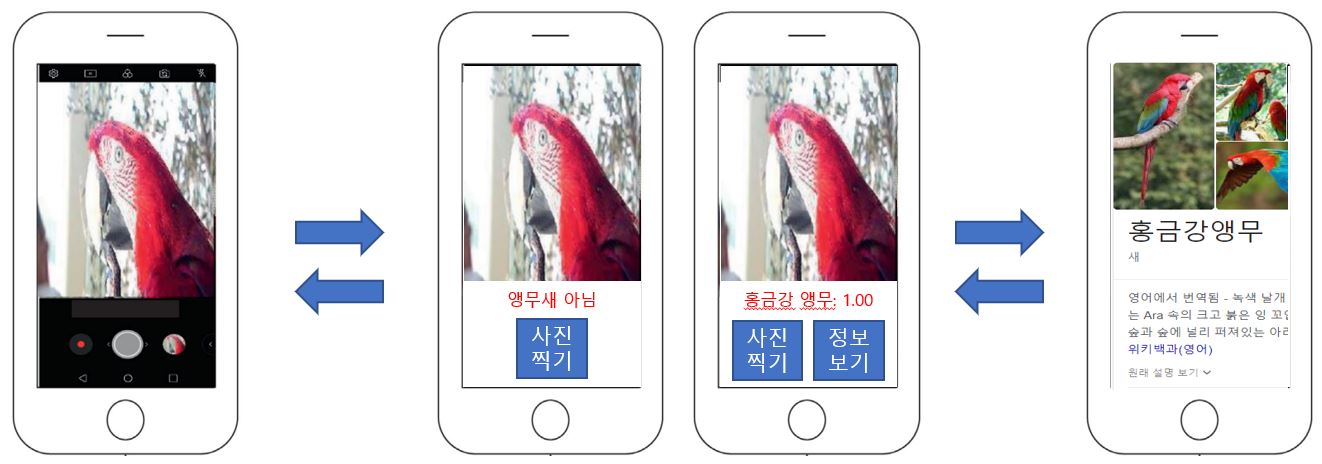 앵무새 아님
사진
찍기
홍금강 앵무: 1.00
사진
찍기
정보
보기
홍금강앵무
새
영어에서 번역됨 - 녹색 날개
는 Ara 속의 크고 붉은 잉 꼬입
숲과 숲에 널리 퍼져있는 아러
위키백과(영어)
원래 설명 보기